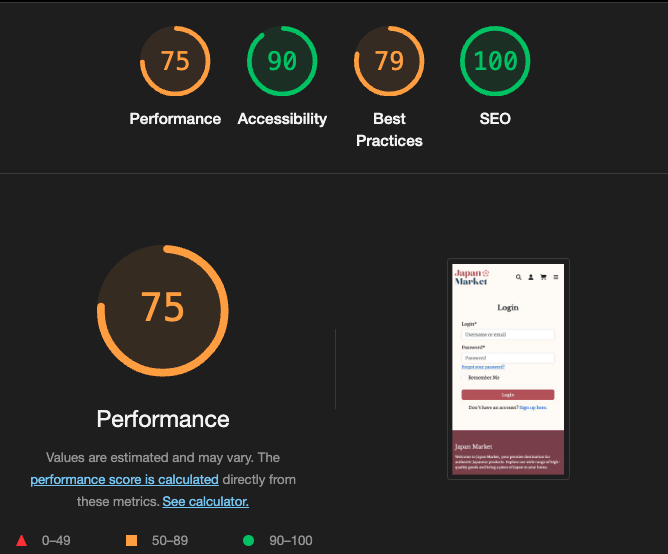 75
90
79
100
Performance
Accessibility
Best
Practices
SEO
75
Performance
Values are estimated and may vary. The
performance score is calculated directly from
these metrics. See calculator.
0–49
50–89
90–100
Japan
Market
Login
Login*
Username or email
Password*
Password
Forgot your password?
Remember Me
Login
Don't have an account? Sign up here.
Japan Market
Welcome to Japan Market, your premier destination for
authentic Japanese products. Explore our wide range of high-
quality goods and bring a piece of Japan to your home.